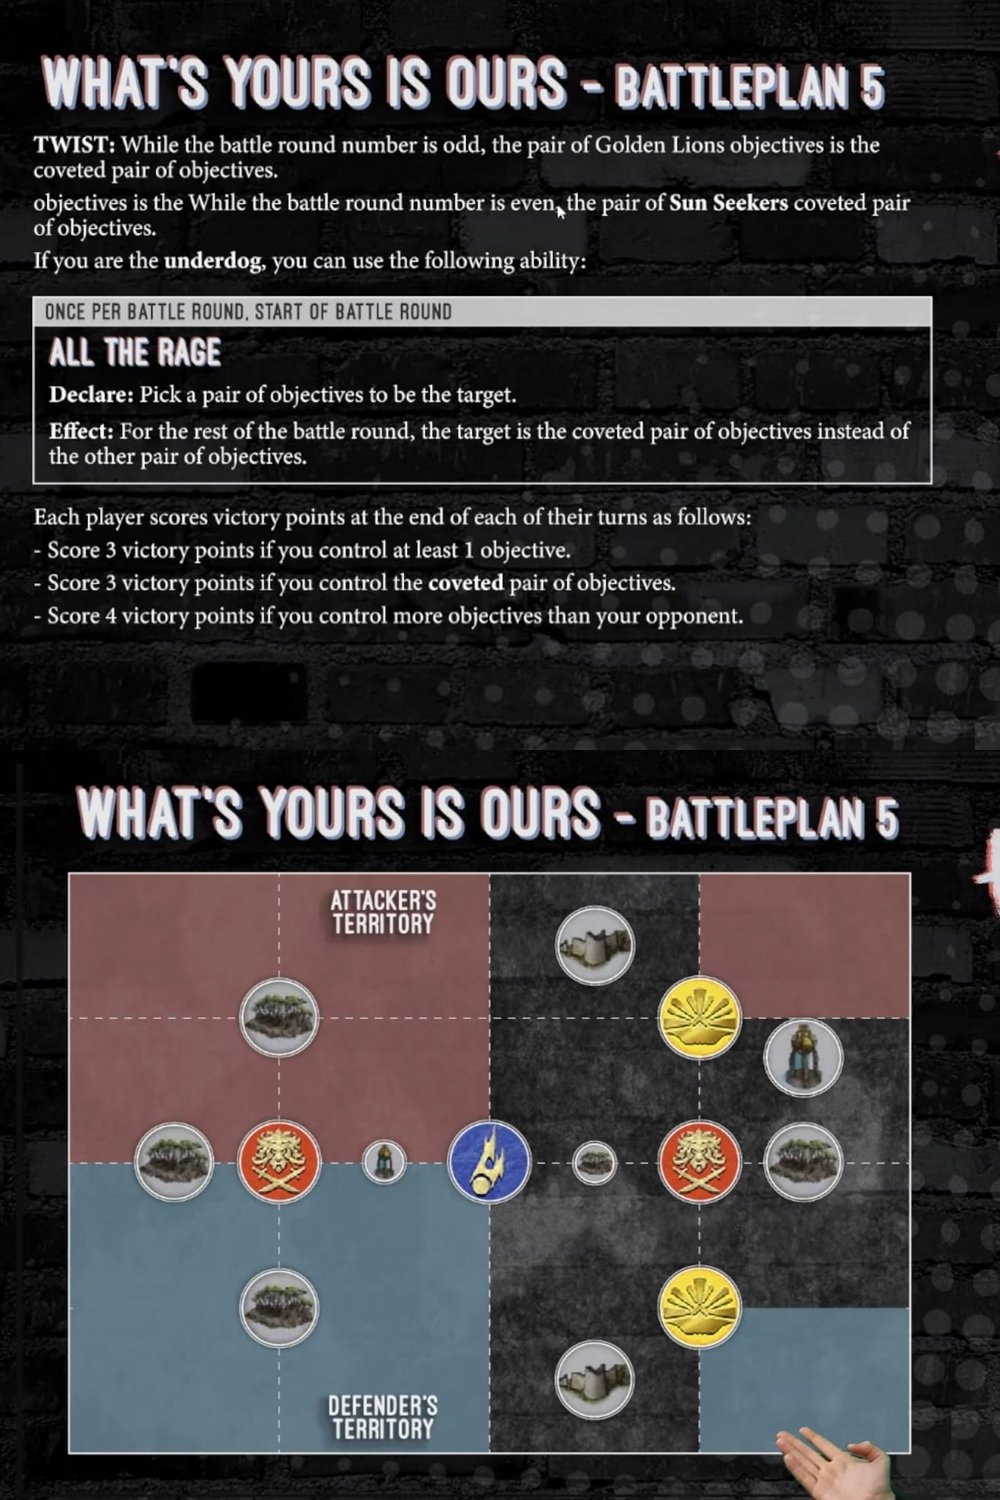 WHAT'S YOURS IS OURS - BATTLEPLAN 5
TWIST: While the battle round number is odd, the pair of Golden Lions objectives is the
coveted pair of objectives.
objectives is the While the battle round number is even, the pair of Sun Seekers coveted pair
of objectives.
If you are the underdog, you can use the following ability:
ONCE PER BATTLE ROUND, START OF BATTLE ROUND
ALL THE RAGE
Declare: Pick a pair of objectives to be the target.
Effect: For the rest of the battle round, the target is the coveted pair of objectives instead of
the other pair of objectives.
Each player scores victory points at the end of each of their turns as follows:
- Score 3 victory points if you control at least 1 objective.
- Score 3 victory points if you control the coveted pair of objectives.
- Score 4 victory points if you control more objectives than your opponent.
WHAT'S YOURS IS OURS - BATTLEPLAN 5
ATTACKER'S
TERRITORY
DEFENDER'S
TERRITORY